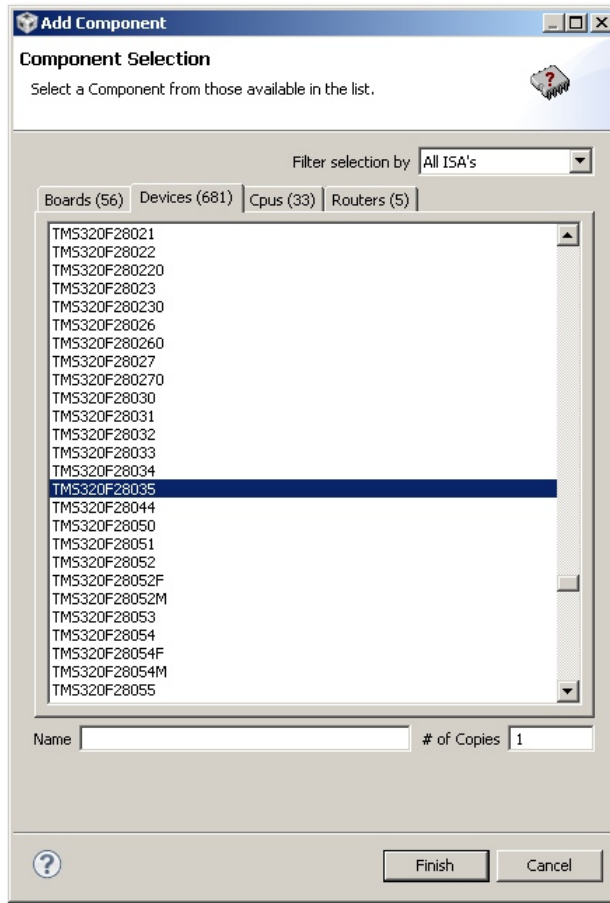 Add Component
Component Selection
Select a Component from those available in the list.
?
Filter selection by All ISA's
Boards (56) Devices (681) Cpus (33) Routers (5)
TMS320F28021
TMS320F28022
TMS320F280220
TMS320F28023
TMS320F280230
TMS320F28026
TMS320F280260
TMS320F28027
TMS320F280270
TMS320F28030
TMS320F28031
TMS320F28032
TMS320F28033
TMS320F28034
TMS320F28035
TMS320F28044
TMS320F28050
TMS320F28051
TMS320F28052
TMS320F28052F
TMS320F28052M
TMS320F28053
TMS320F28054
TMS320F28054F
TMS320F28054M
TMS320F28055
Name # of Copies 1
? Finish Cancel